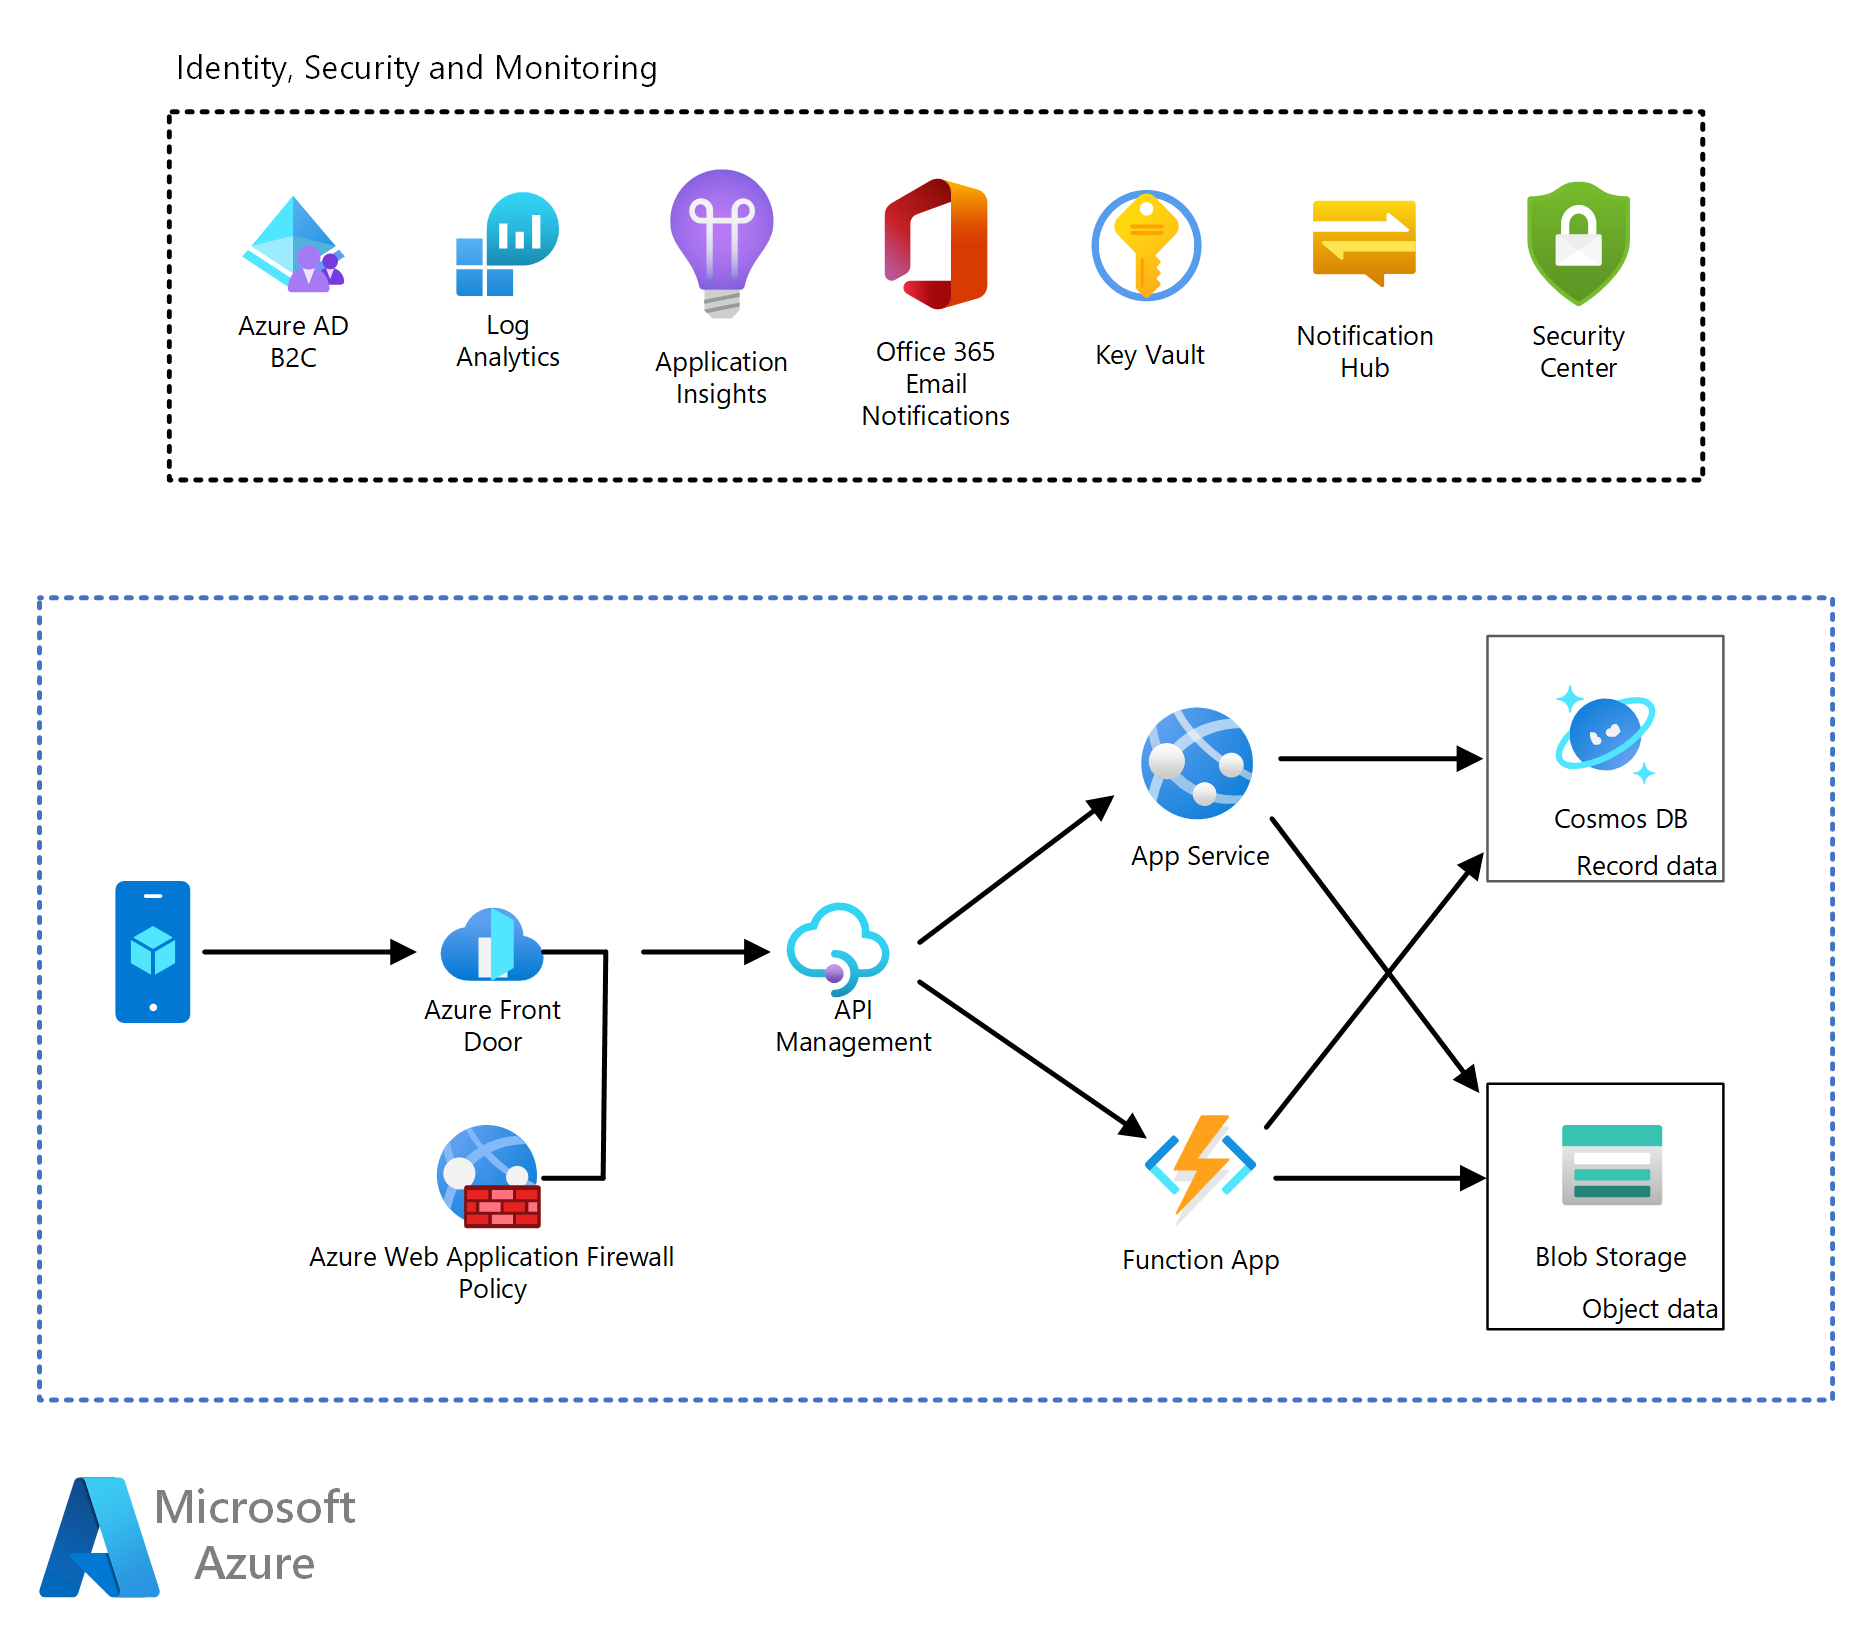 Identity, Security and Monitoring
Azure AD
B2C
Log
Analytics
Application
Insights
Office 365
Email
Notifications
Key Vault
Notification
Hub
Security
Center
Cosmos DB
Record data
App Service
Azure Front
Door
API
Management
Azure Web Application Firewall
Policy
Function App
Blob Storage
Object data
Microsoft
Azure